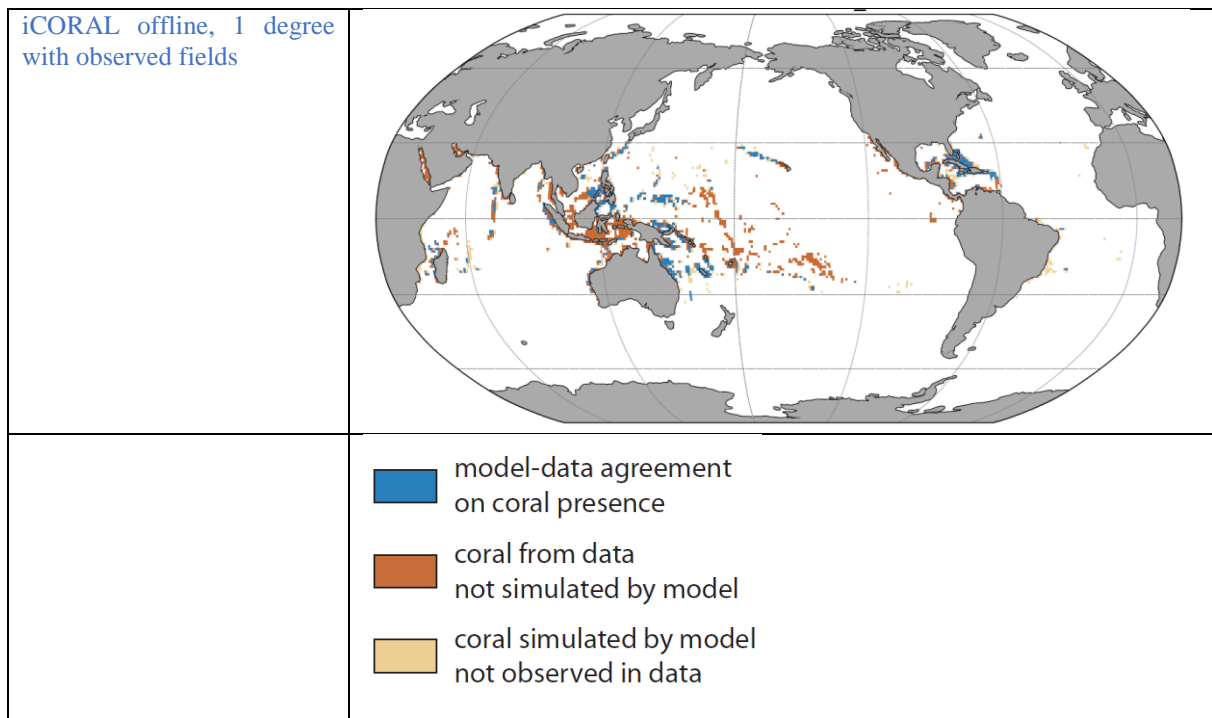 iCORAL offline, 1 degree
with observed fields
model-data agreement
on coral presence
coral from data
not simulated by model
coral simulated by model
not observed in data